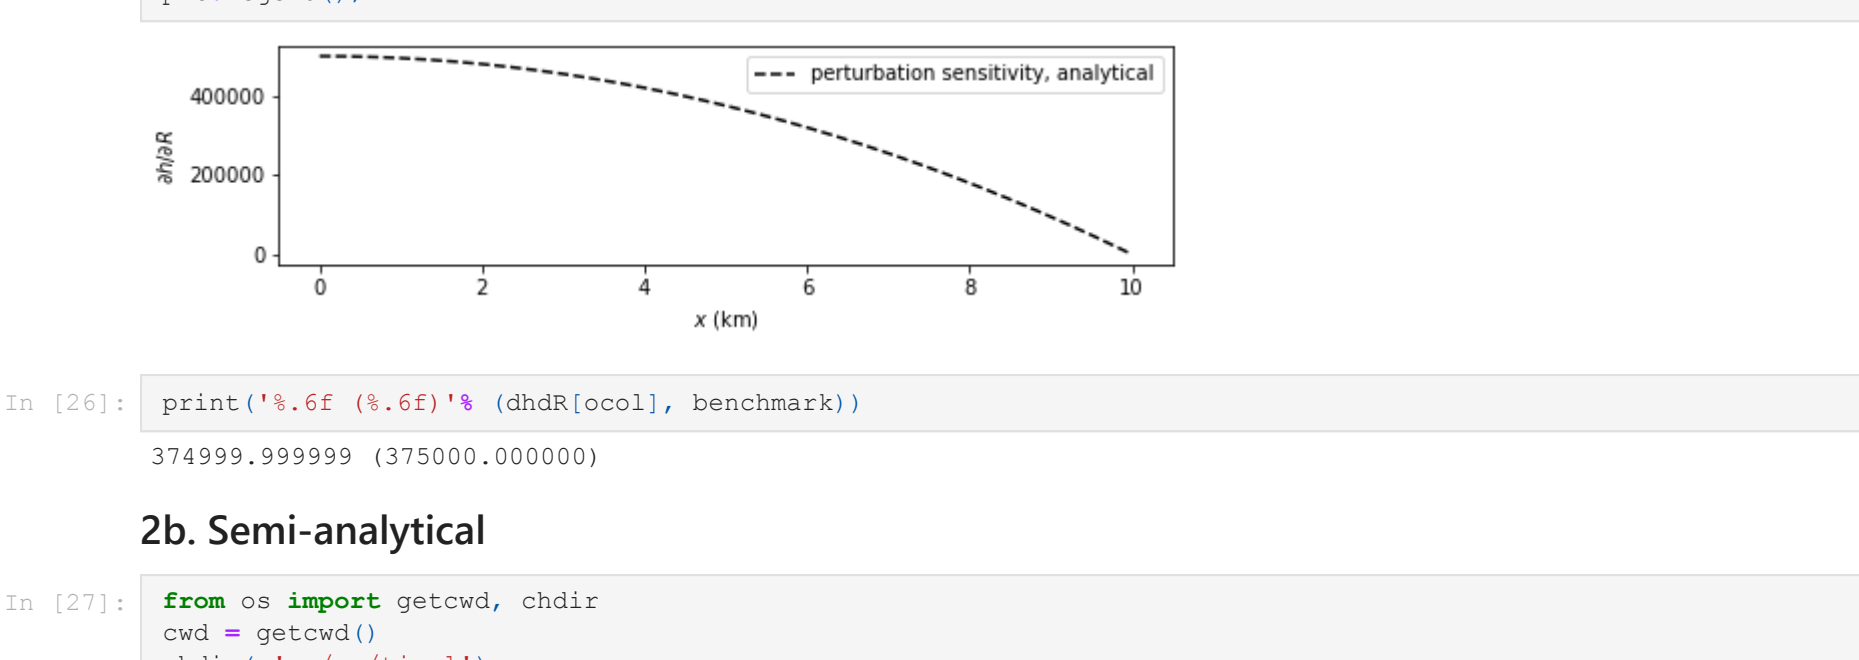 perturbation sensitivity, analytical
400000
200000
0
∂h/∂R
0 2 4 6 8 10
x (km)
In [26]: print('%.6f (%.6f)'% (dhdR[ocol], benchmark))
374999.999999 (375000.000000)
2b. Semi-analytical
In [27]: from os import getcwd, chdir
cwd = getcwd()